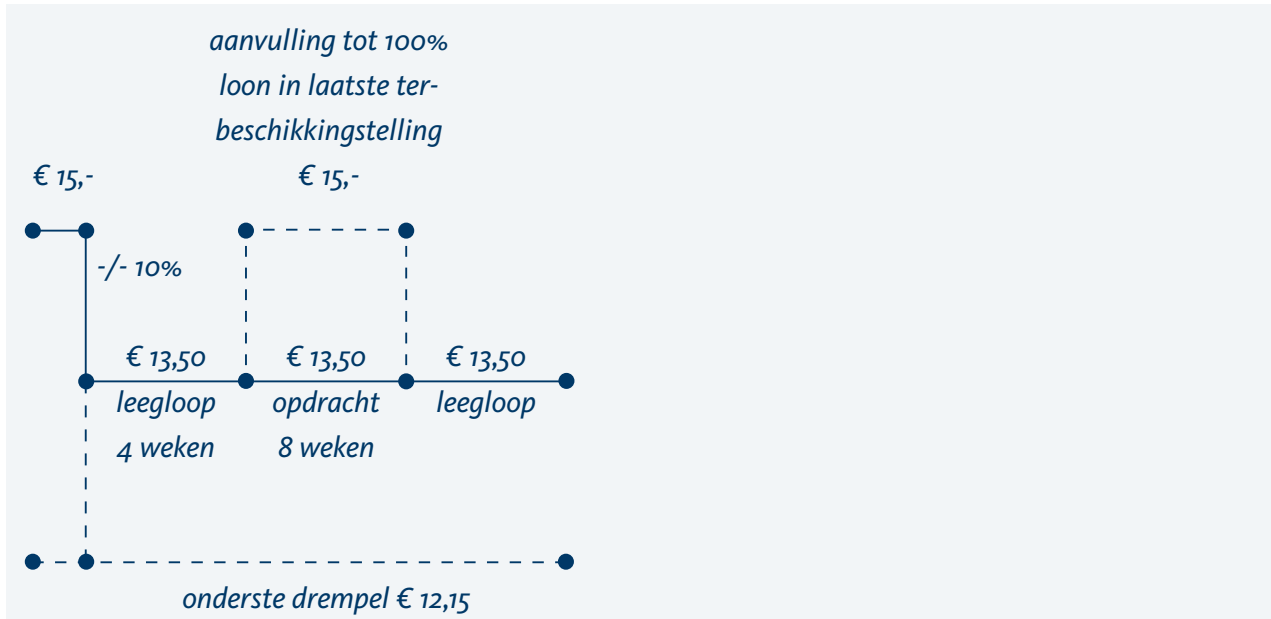 aanvulling tot 100%
loon in laatste ter-
beschikkingstelling
€ 15,- € 15,-
-/- 10%
€ 13,50 € 13,50 € 13,50
leegloop opdracht leegloop
4 weken 8 weken
onderste drempel € 12,15